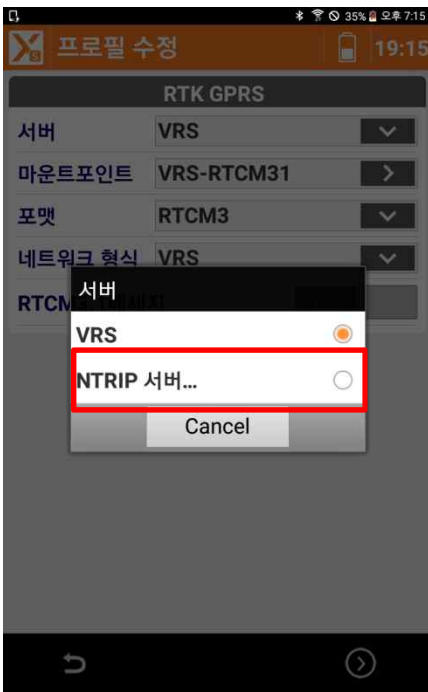 35% 오후 7:15
프로필 수정 19:15
RTK GPRS
서버 VRS
마운트포인트 VRS-RTCM31
포맷 RTCM3
네트워크 형식 VRS
RTCM
서버
VRS
NTRIP 서버...
Cancel